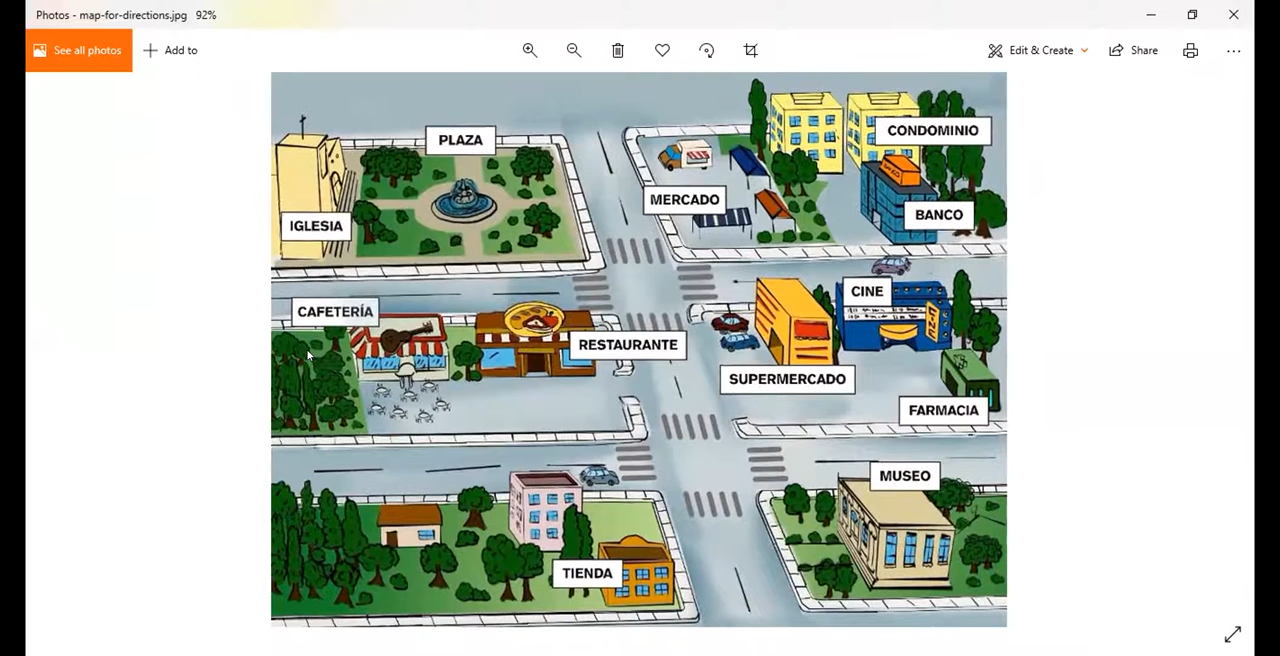 Photos - map-for-directions.jpg 92%
See all photos
Add to
Edit & Create
Share
PLAZA
CONDOMINIO
MERCADO
BANCO
IGLESIA
CINE
CAFETERÍA
CINE
RESTAURANTE
SUPERMERCADO
FARMACIA
MUSEO
TIENDA